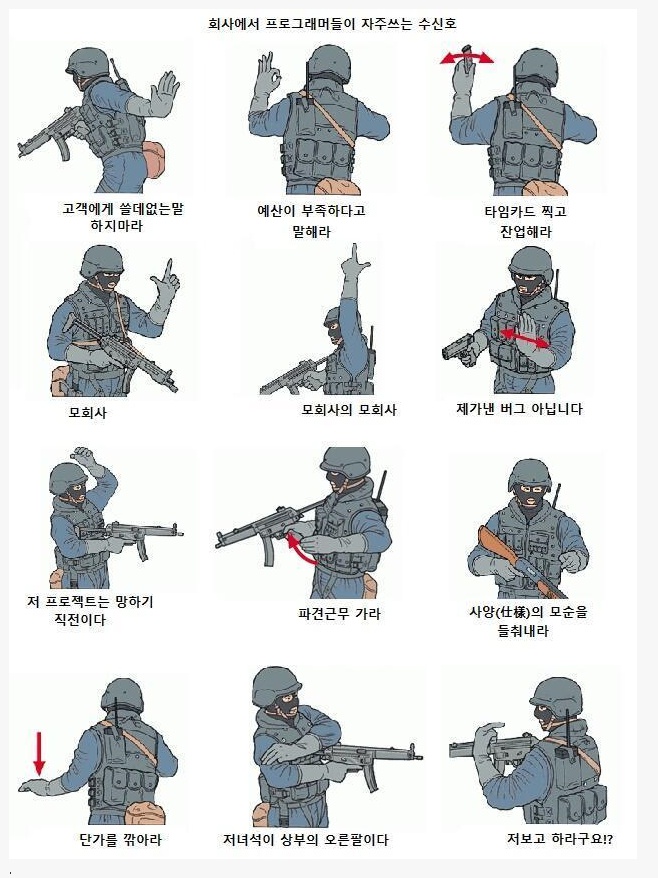 회사에서 프로그래머들이 자주쓰는 수신호
고객에게 쓸데없는말
하지마라
예산이 부족하다고
말해라
타임카드 찍고
잔업해라
모회사
모회사의 모회사
제가낸 버그 아닙니다
저 프로젝트는 망하기
직전이다
파견근무 가라
사양(仕樣)의 모순을
들춰내라
단가를 깎아라
저녀석이 상부의 오른팔이다
저보고 하라구요!?